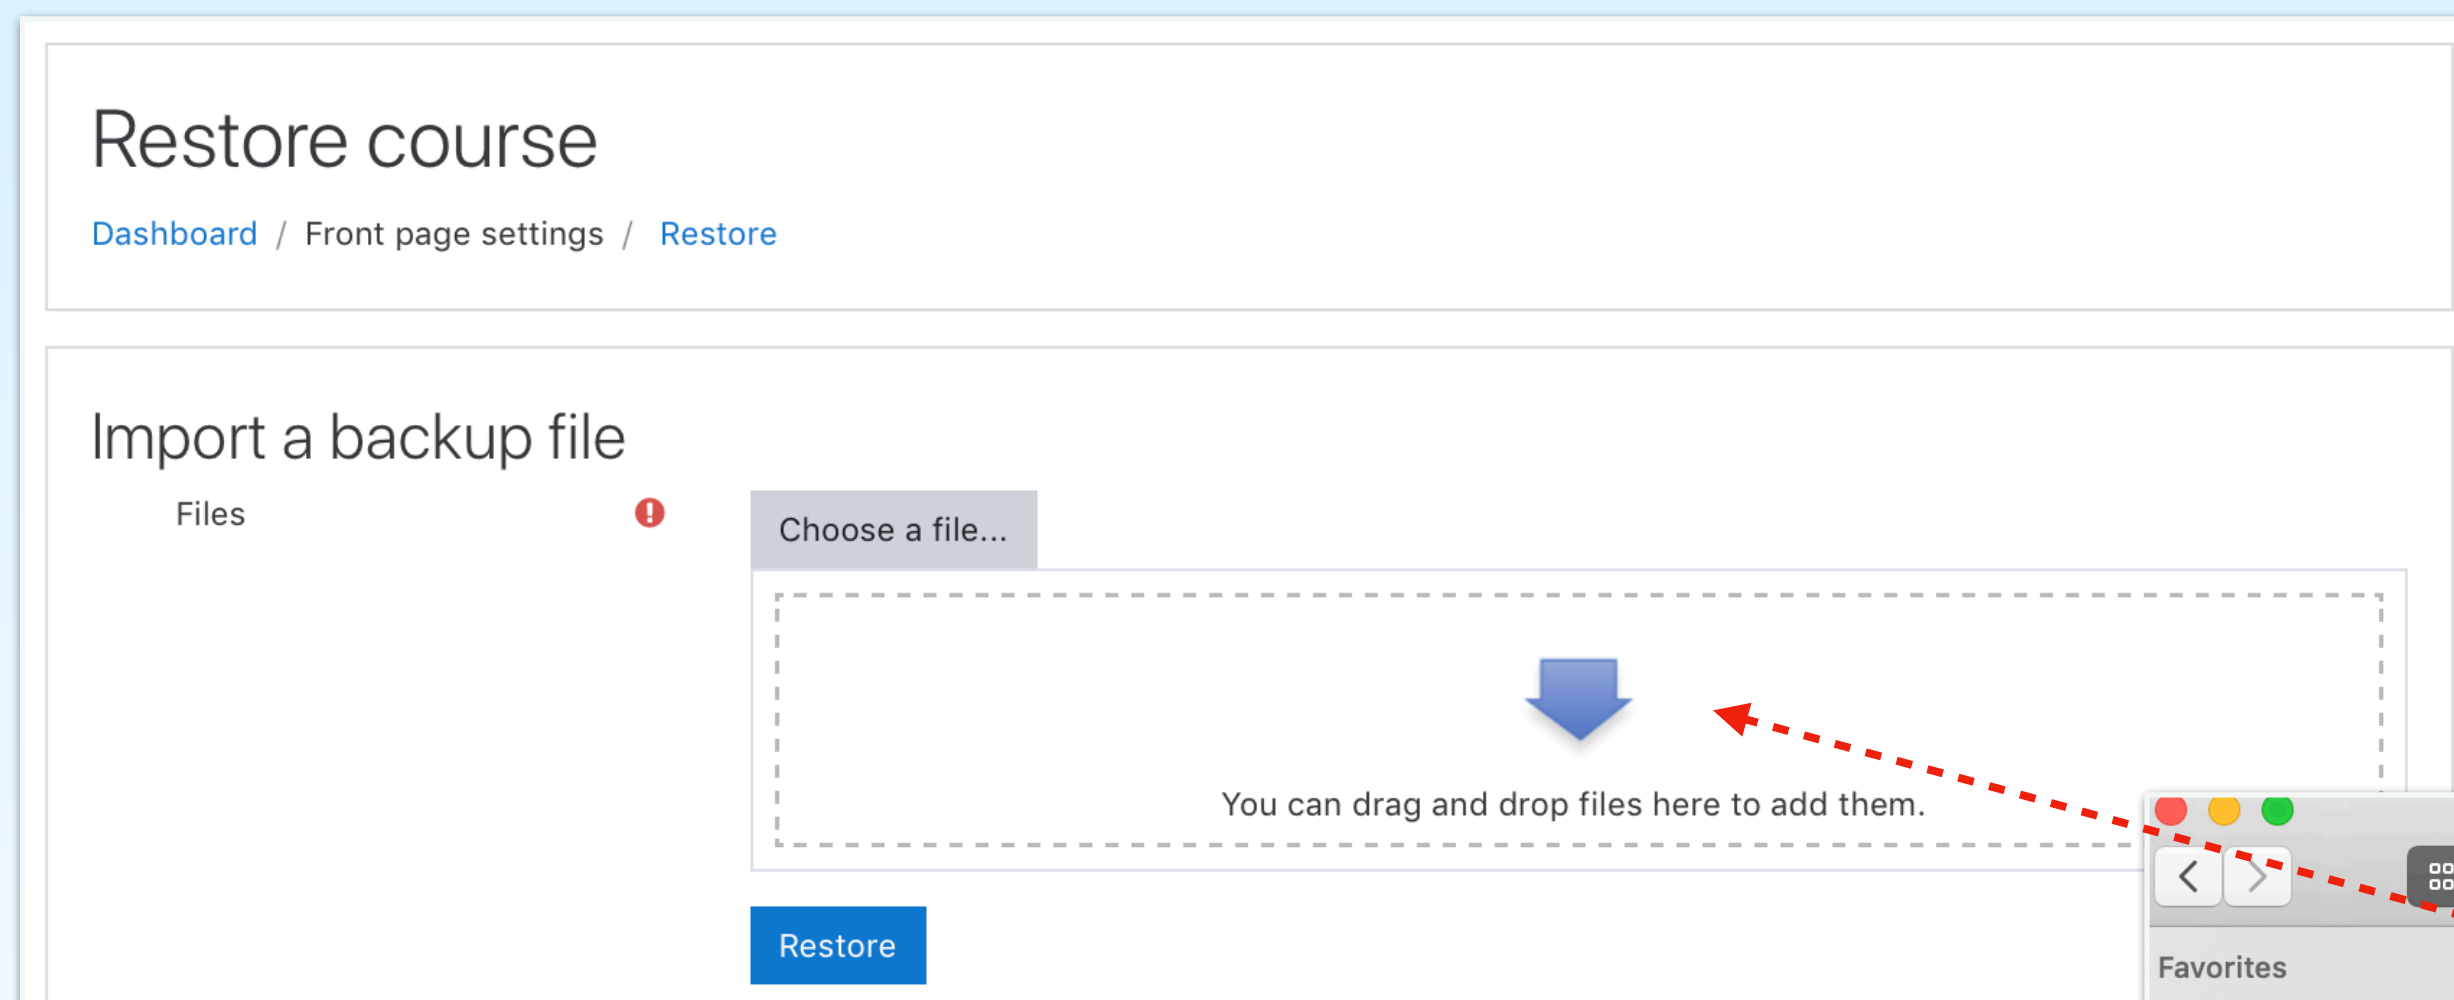 Restore course
Dashboard / Front page settings / Restore
Import a backup file
Files
Choose a file...
You can drag and drop files here to add them.
Restore
Favorites